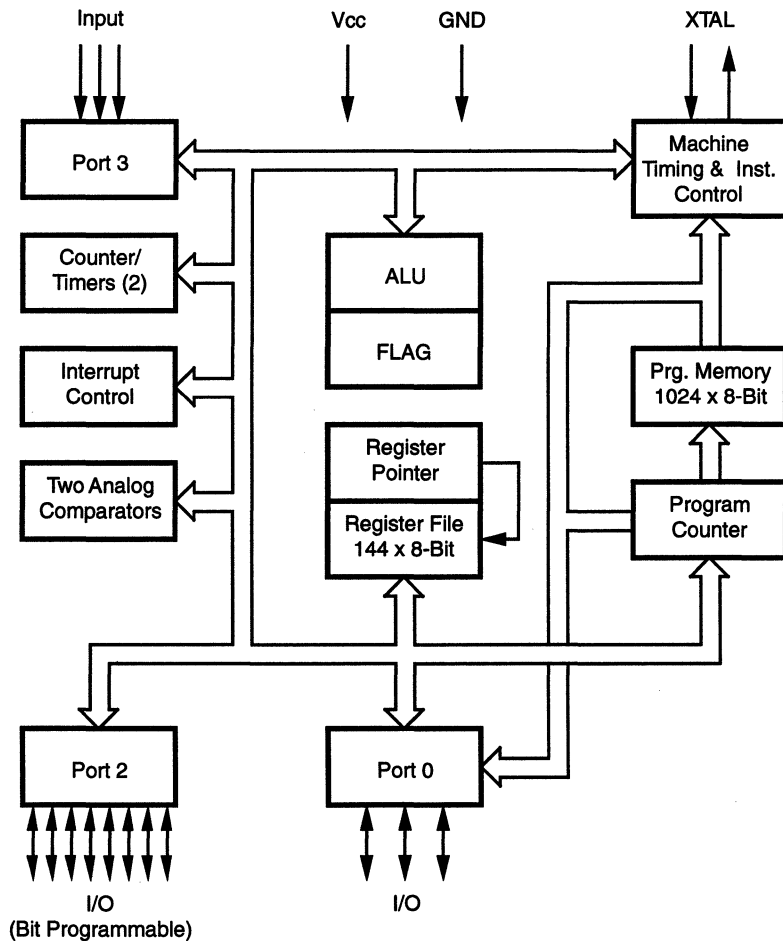 Input
Vcc
GND
XTAL
Port 3
Machine
Timing & Inst.
Control
Counter/
Timers (2)
ALU
FLAG
Interrupt
Control
Prg. Memory
1024 x 8-Bit
Register
Pointer
Two Analog
Comparators
Register File
144 x 8-Bit
Program
Counter
Port 2
Port 0
I/O
(Bit Programmable)
I/O